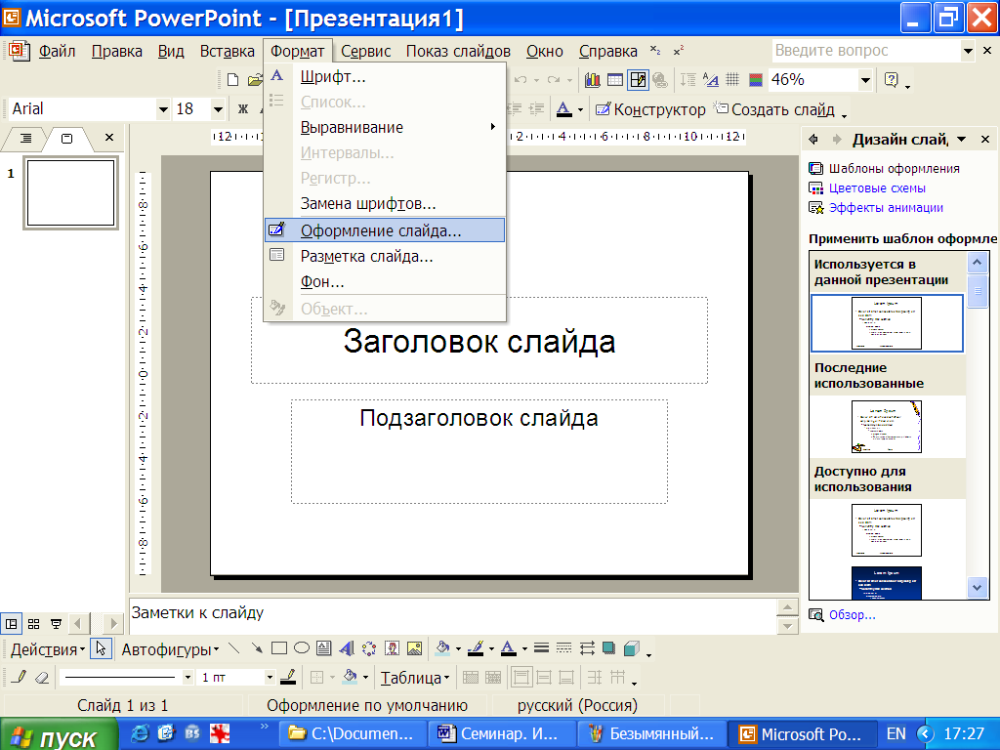 Microsoft PowerPoint - [Презентация1]
Файл Правка Вид Вставка Формат Сервис Показ слайдов Окно Справка x₂ x² Введите вопрос
46%
Arial 18 Ж Конструктор Создать слайд
Шрифт...
Список...
Выравнивание
Интервалы...
Регистр...
Замена шрифтов...
Оформление слайда...
Разметка слайда...
Фон...
Объект...
1
Заголовок слайда
Подзаголовок слайда
Дизайн слай
Шаблоны оформления
Цветовые схемы
Эффекты анимации
Применить шаблон оформле
Используется в
данной презентации
Последние
использованные
Доступно для
использования
Обзор...
Заметки к слайду
Действия Автофигуры
1 пт Таблица
Слайд 1 из 1 Оформление по умолчанию русский (Россия)
пуск C:\Documen... Семинар. И... Безымянный... Microsoft Po... EN 17:27